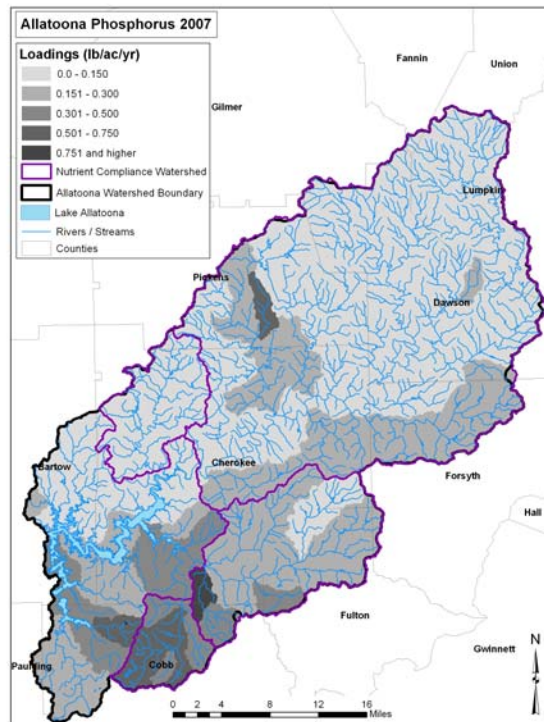 Allatoona Phosphorus 2007
Loadings (lb/ac/yr)
0.0 - 0.150
0.151 - 0.300
0.301 - 0.500
0.501 - 0.750
0.751 and higher
Nutrient Compliance Watershed
Allatoona Watershed Boundary
Lake Allatoona
Rivers / Streams
Counties
Fannin
Union
Gilmer
Lumpkin
Pickens
Dawson
Bartow
Cherokee
Forsyth
Hall
Fulton
Gwinnett
Paulding
Cobb
N
0 2 4 8 12 16
Miles